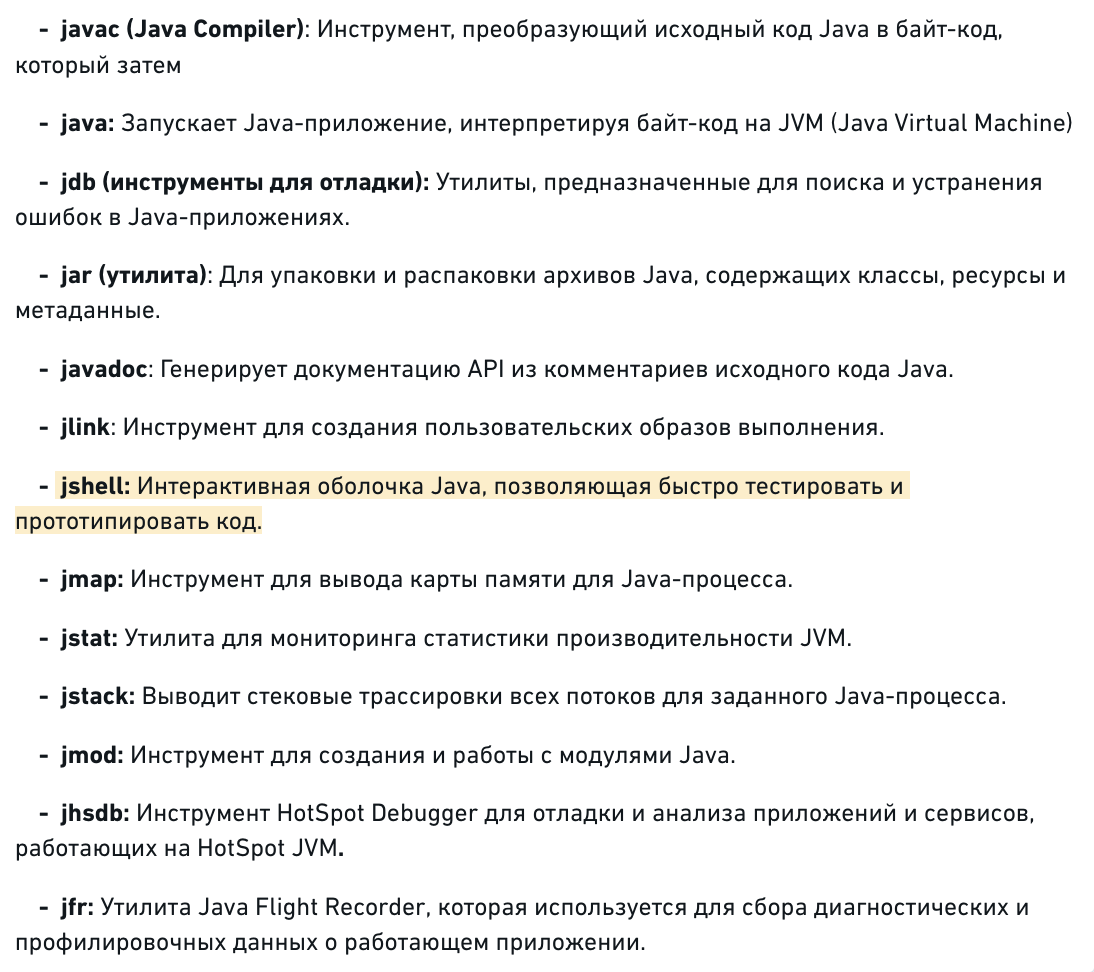 - javac (Java Compiler): Инструмент, преобразующий исходный код Java в байт-код,
который затем
- java: Запускает Java-приложение, интерпретируя байт-код на JVM (Java Virtual Machine)
- jdb (инструменты для отладки): Утилиты, предназначенные для поиска и устранения
ошибок в Java-приложениях.
- jar (утилита): Для упаковки и распаковки архивов Java, содержащих классы, ресурсы и
метаданные.
- javadoc: Генерирует документацию API из комментариев исходного кода Java.
- jlink: Инструмент для создания пользовательских образов выполнения.
- jshell: Интерактивная оболочка Java, позволяющая быстро тестировать и
прототипировать код.
- jmap: Инструмент для вывода карты памяти для Java-процесса.
- jstat: Утилита для мониторинга статистики производительности JVM.
- jstack: Выводит стековые трассировки всех потоков для заданного Java-процесса.
- jmod: Инструмент для создания и работы с модулями Java.
- jhsdb: Инструмент HotSpot Debugger для отладки и анализа приложений и сервисов,
работающих на HotSpot JVM.
- jfr: Утилита Java Flight Recorder, которая используется для сбора диагностических и
профилировочных данных о работающем приложении.